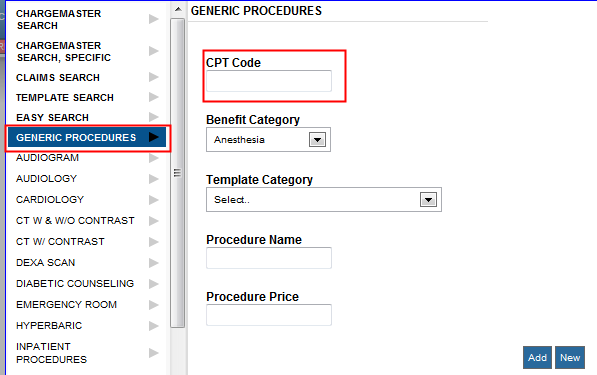 CHARGEMASTER
SEARCH
CHARGEMASTER
SEARCH, SPECIFIC
CLAIMS SEARCH
TEMPLATE SEARCH
EASY SEARCH
GENERIC PROCEDURES
AUDIOGRAM
AUDIOLOGY
CARDIOLOGY
CT W & W/O CONTRAST
CT W/ CONTRAST
DEXA SCAN
DIABETIC COUNSELING
EMERGENCY ROOM
HYPERBARIC
INPATIENT
PROCEDURES
GENERIC PROCEDURES
CPT Code
Benefit Category
Anesthesia
Template Category
Select..
Procedure Name
Procedure Price
Add New